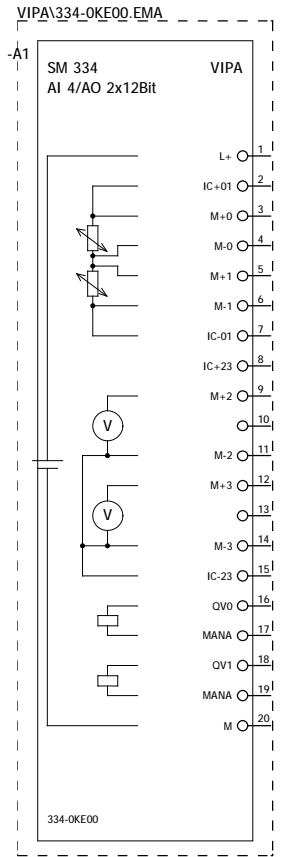 VIPA\334-0KE00.EMA
-A1
SM 334 VIPA
AI 4/AO 2x12Bit
L+ 1
IC+01 2
M+0 3
M-0 4
M+1 5
M-1 6
IC-01 7
IC+23 8
M+2 9
V 10
M-2 11
M+3 12
V 13
M-3 14
IC-23 15
QV0 16
MANA 17
QV1 18
MANA 19
M 20
334-0KE00